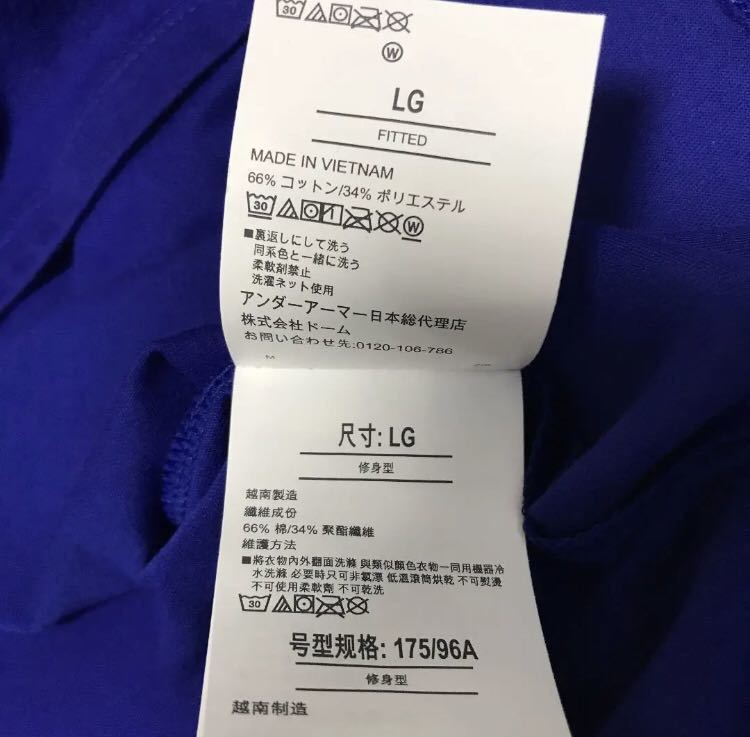 30
W
LG
FITTED
MADE IN VIETNAM
66% コットン/34% ポリエステル
30 1 W
■裏返しにして洗う
同系色と一緒に洗う
柔軟剤禁止
洗濯ネット使用
アンダーアーマー日本総代理店
株式会社ドーム
お問い合わせ先:0120-106-786
尺寸: LG
修身型
越南製造
纖維成份
66% 棉/34% 聚酯纖維
維護方法
■將衣物內外翻面洗滌 與類似顏色衣物一同用機器冷
水洗滌 必要時只可非氯漂 低溫滾筒烘乾 不可熨燙
不可使用柔軟劑 不可乾洗
30
号型规格: 175/96A
修身型
越南制造